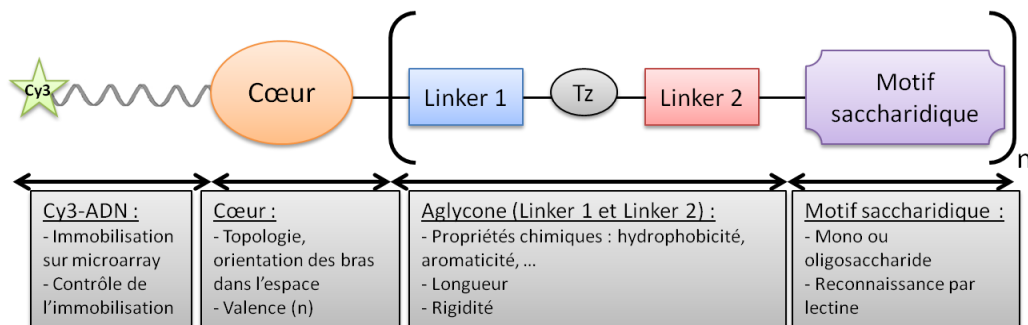 Cy3
Cœur
Linker 1
Tz
Linker 2
Motif
saccharidique
n
Cy3-ADN :
- Immobilisation
sur microarray
- Contrôle de
l'immobilisation
Cœur :
- Topologie,
orientation des bras
dans l'espace
- Valence (n)
Aglycone (Linker 1 et Linker 2) :
- Propriétés chimiques : hydrophobicité,
aromaticité, ...
- Longueur
- Rigidité
Motif saccharidique :
- Mono ou
oligosaccharide
- Reconnaissance par
lectine